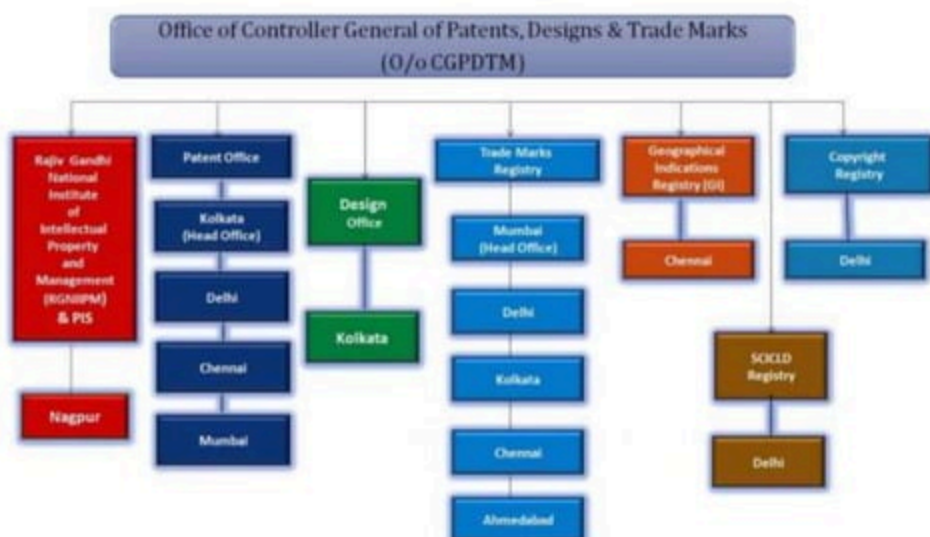 Office of Controller General of Patents, Designs & Trade Marks
(O/o CGPDTM)
Rajiv Gandhi
National
Institute
of
Intellectual
Property
and
Management
(RGNIIPM)
& PIS
Nagpur
Patent Office
Kolkata
(Head Office)
Delhi
Chennai
Mumbai
Design
Office
Kolkata
Trade Marks
Registry
Mumbai
(Head Office)
Delhi
Kolkata
Chennai
Ahmedabad
Geographical
Indications
Registry (GI)
Chennai
SCICLD
Registry
Delhi
Copyright
Registry
Delhi